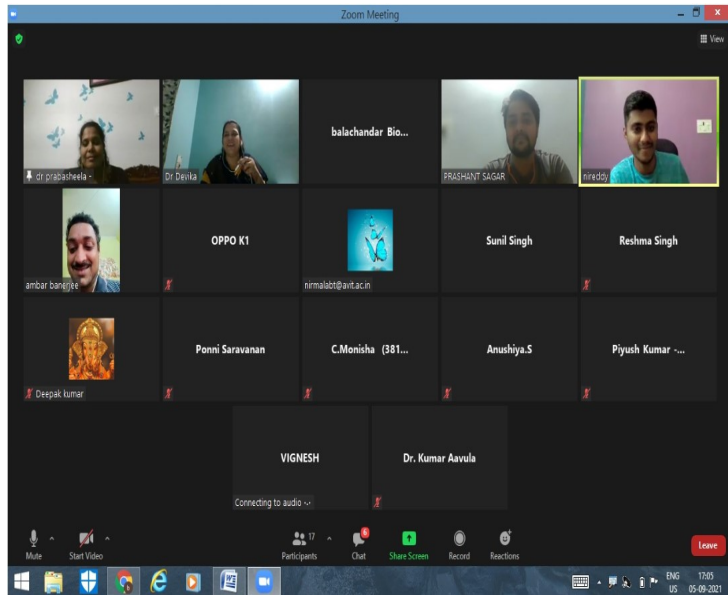 Zoom Meeting
View
dr prabasheela -
Dr Devika
balachandar Bio...
PRASHANT SAGAR
nireddy
ambar banerjee
OPPO K1
nirmalabt@avit.ac.in
Sunil Singh
Reshma Singh
Deepak kumar
Ponni Saravanan
C.Monisha (381...
Anushiya.S
Piyush Kumar -...
VIGNESH
Connecting to audio
Dr. Kumar Aavula
Mute
Start Video
17
Participants
6
Chat
Share Screen
Record
Reactions
Leave
ENG 17:05
US 05-09-2021